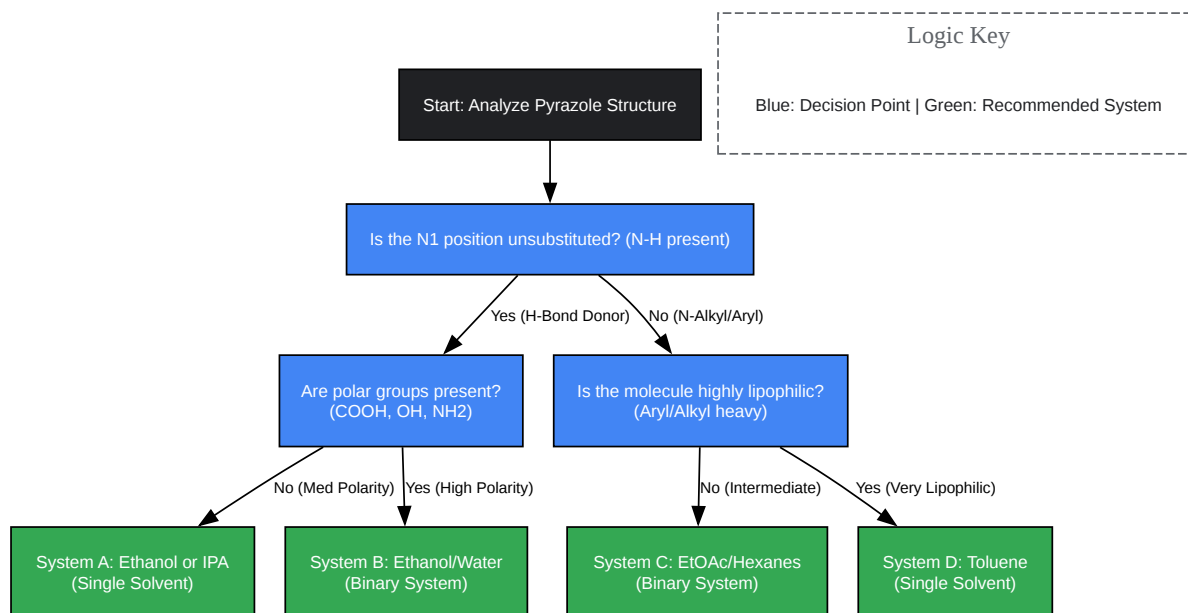 Logic Key
Start: Analyze Pyrazole Structure
Blue: Decision Point | Green: Recommended System
Is the N1 position unsubstituted? (N-H present)
Yes (H-Bond Donor)
No (N-Alkyl/Aryl)
Are polar groups present?
(COOH, OH, NH2)
Is the molecule highly lipophilic?
(Aryl/Alkyl heavy)
No (Med Polarity)
Yes (High Polarity)
No (Intermediate)
Yes (Very Lipophilic)
System A: Ethanol or IPA
(Single Solvent)
System B: Ethanol/Water
(Binary System)
System C: EtOAc/Hexanes
(Binary System)
System D: Toluene
(Single Solvent)